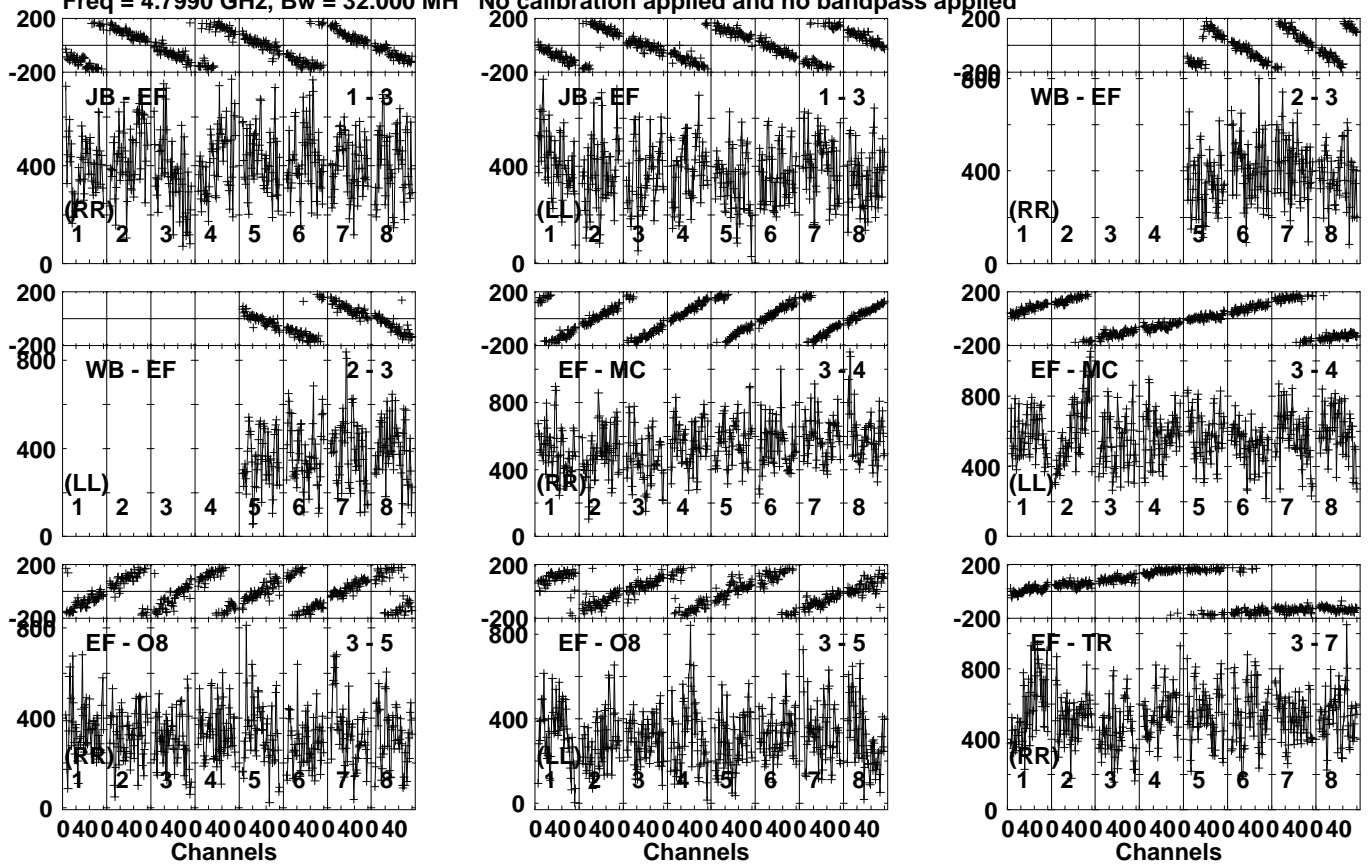 Freq = 4.7990 GHz, Bw = 32.000 MH No calibration applied and no bandpass applied
200
-200
JB - EF 1 - 3
400
(RR)
1 2 3 4 5 6 7 8
0
200
-200
JB - EF 1 - 3
400
(LL)
1 2 3 4 5 6 7 8
0
200
-200
800
WB - EF 2 - 3
400
(RR)
1 2 3 4 5 6 7 8
0
200
-200
800
WB - EF 2 - 3
400
(LL)
1 2 3 4 5 6 7 8
0
200
-200
EF - MC 3 - 4
800
400
(RR)
1 2 3 4 5 6 7 8
0
200
-200
EF - MC 3 - 4
800
400
(LL)
1 2 3 4 5 6 7 8
0
200
-200
800
EF - O8 3 - 5
400
(RR)
1 2 3 4 5 6 7 8
0
0 40 0 40 0 40 0 40 0 40 0 40 0 40 0 40
Channels
200
-200
800
EF - O8 3 - 5
400
(LL)
1 2 3 4 5 6 7 8
0
0 40 0 40 0 40 0 40 0 40 0 40 0 40 0 40
Channels
200
-200
EF - TR 3 - 7
800
400
(RR)
1 2 3 4 5 6 7 8
0
0 40 0 40 0 40 0 40 0 40 0 40 0 40 0 40
Channels